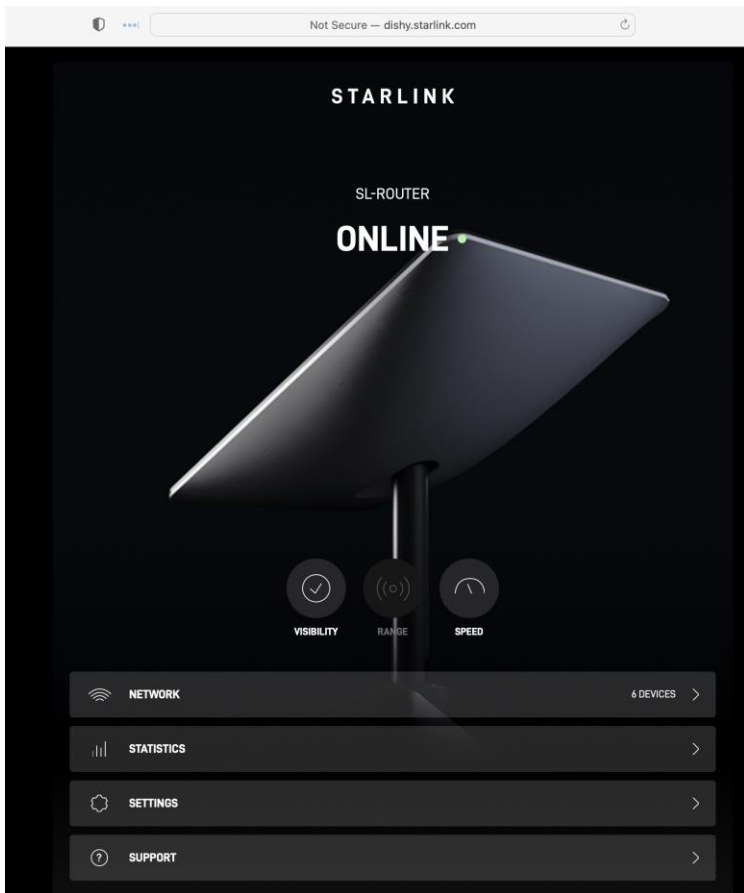 Not Secure — dishy.starlink.com
STARLINK
SL-ROUTER
ONLINE
VISIBILITY RANGE SPEED
NETWORK 6 DEVICES
STATISTICS
SETTINGS
SUPPORT